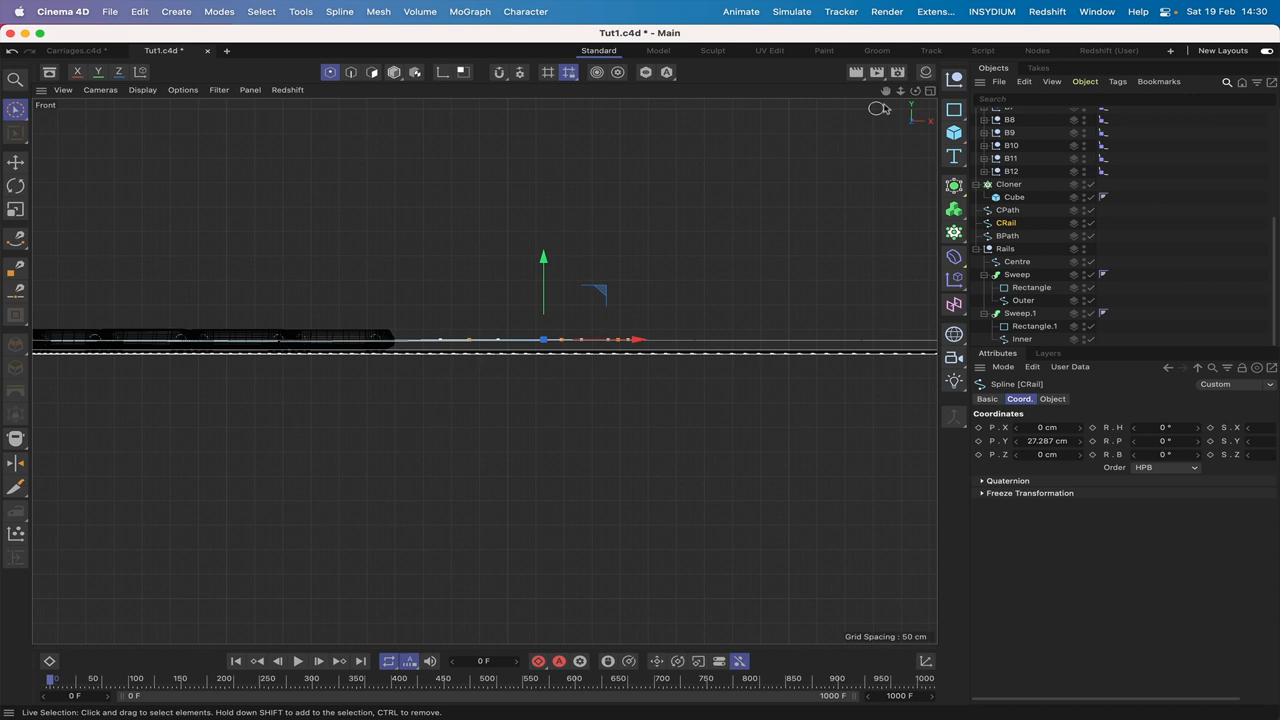 Cinema 4D File Edit Create Modes Select Tools Spline Mesh Volume MoGraph Character Animate Simulate Tracker Render Extens... INSYDIUM Redshift Window Help Sat 19 Feb 14:30
Tut1.c4d * - Main
Carriages.c4d * Tut1.c4d * Standard Model Sculpt UV Edit Paint Groom Track Script Nodes Redshift (User) New Layouts
X Y Z
Objects Takes
File Edit View Object Tags Bookmarks
View Cameras Display Options Filter Panel Redshift
Search
Front
Y
X
B8
B9
B10
B11
B12
Cloner
Cube
CPath
CRail
BPath
Rails
Centre
Sweep
Rectangle
Outer
Sweep.1
Rectangle.1
Inner
Attributes Layers
Mode Edit User Data
Spline [CRail] Custom
Basic Coord. Object
Coordinates
P . X 0 cm R . H 0 ° S . X
P . Y 27.287 cm R . P 0 ° S . Y
P . Z 0 cm R . B 0 ° S . Z
Order HPB
Quaternion
Freeze Transformation
Grid Spacing : 50 cm
0 F
0 50 100 150 200 250 300 350 400 450 500 550 600 650 700 750 800 850 900 950 1000
0 F 0 F 1000 F 1000 F
Live Selection: Click and drag to select elements. Hold down SHIFT to add to the selection, CTRL to remove.